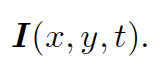 I(x, y, t).